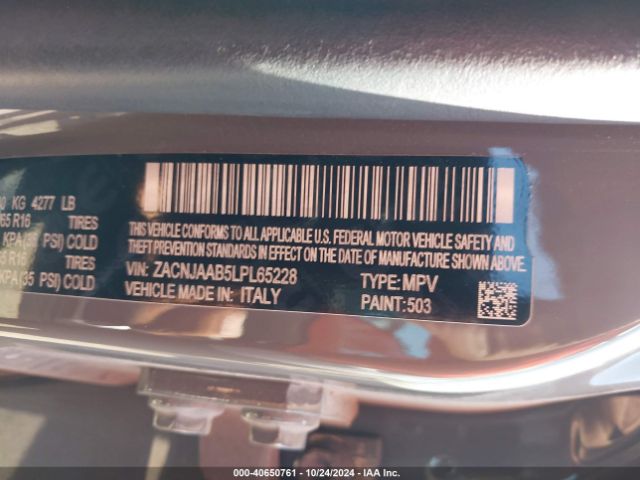 KG 4277 LB
65 R16 TIRES
KPA (35 PSI) COLD
R16 TIRES
KPA (35 PSI) COLD
THIS VEHICLE CONFORMS TO ALL APPLICABLE U.S. FEDERAL MOTOR VEHICLE SAFETY AND
THEFT PREVENTION STANDARDS IN EFFECT ON THE DATE OF MANUFACTURE SHOWN ABOVE.
VIN: ZACNJAAB5LPL65228 TYPE: MPV
VEHICLE MADE IN: ITALY PAINT: 503
000-40650761 - 10/24/2024 - IAA Inc.